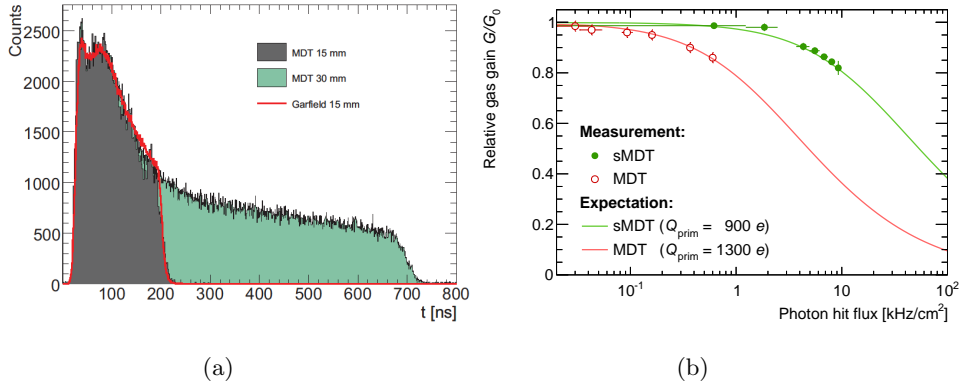 Counts
2500
2000
1500
1000
500
0
100
200
300
400
500
600
700
800
t [ns]
MDT 15 mm
MDT 30 mm
Garfield 15 mm
(a)
Relative gas gain G/G0
1
0.8
0.6
0.4
0.2
0
10⁻¹
1
10
10²
Photon hit flux [kHz/cm²]
Measurement:
sMDT
MDT
Expectation:
sMDT (Qprim = 900 e)
MDT (Qprim = 1300 e)
(b)